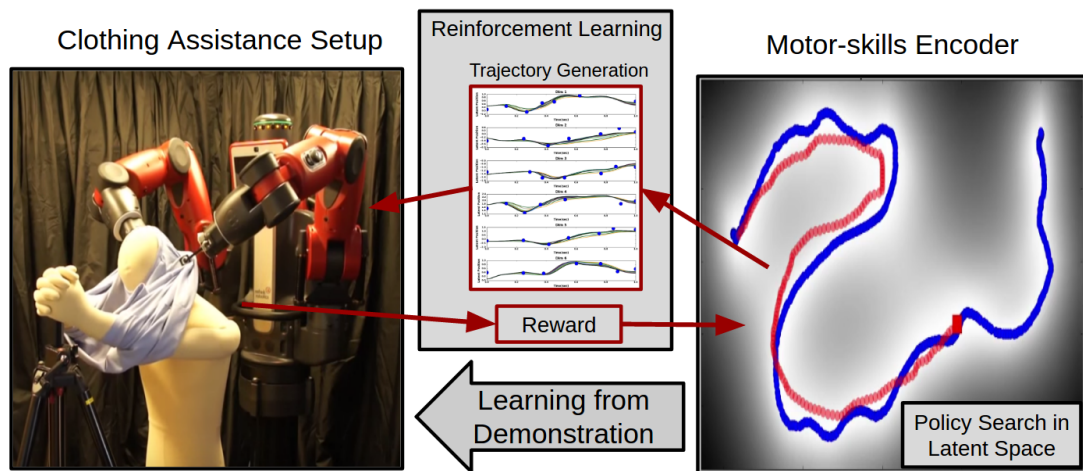 Clothing Assistance Setup
Reinforcement Learning
Trajectory Generation
Motor-skills Encoder
Reward
Learning from
Demonstration
Policy Search in
Latent Space